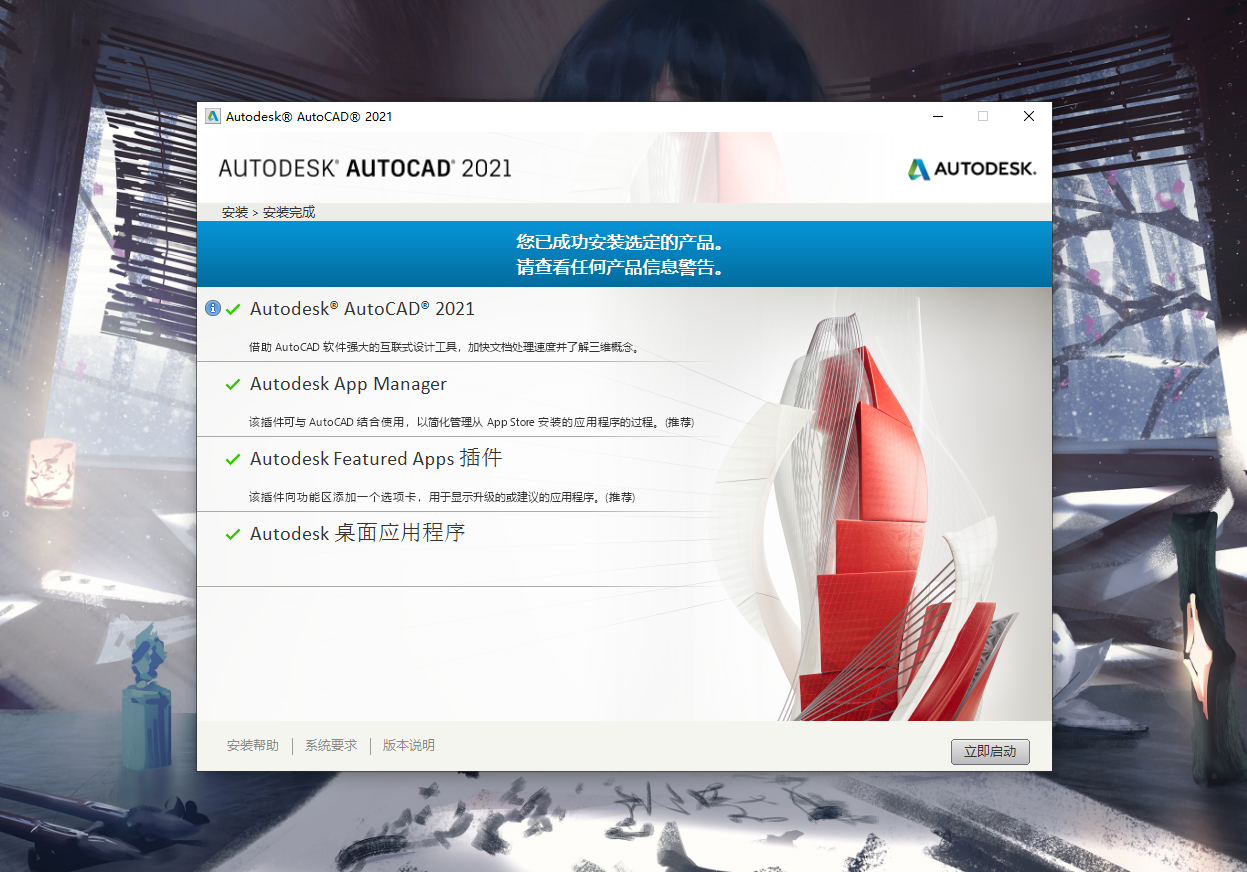 Autodesk® AutoCAD® 2021
AUTODESK® AUTOCAD® 2021
AUTODESK.
安装 > 安装完成
您已成功安装选定的产品。
请查看任何产品信息警告。
Autodesk® AutoCAD® 2021
借助 AutoCAD 软件强大的互联式设计工具，加快文档处理速度并了解三维概念。
Autodesk App Manager
该插件可与 AutoCAD 结合使用，以简化管理从 App Store 安装的应用程序的过程。(推荐)
Autodesk Featured Apps 插件
该插件向功能区添加一个选项卡，用于显示升级的或建议的应用程序。(推荐)
Autodesk 桌面应用程序
安装帮助 | 系统要求 | 版本说明
立即启动